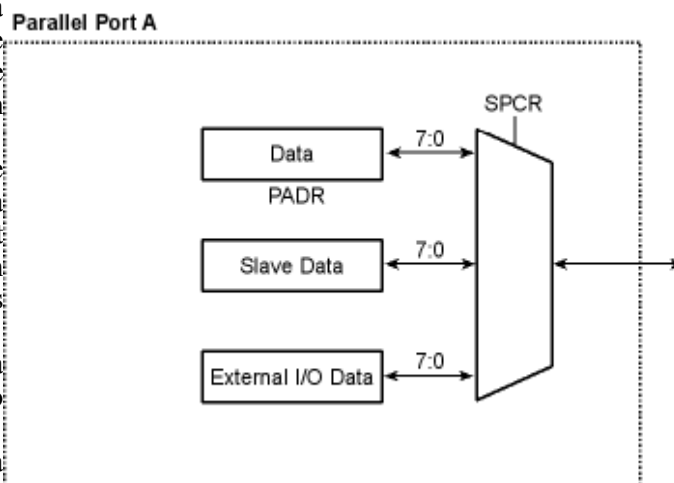 Parallel Port A
SPCR
Data
7:0
PADR
Slave Data
7:0
External I/O Data
7:0